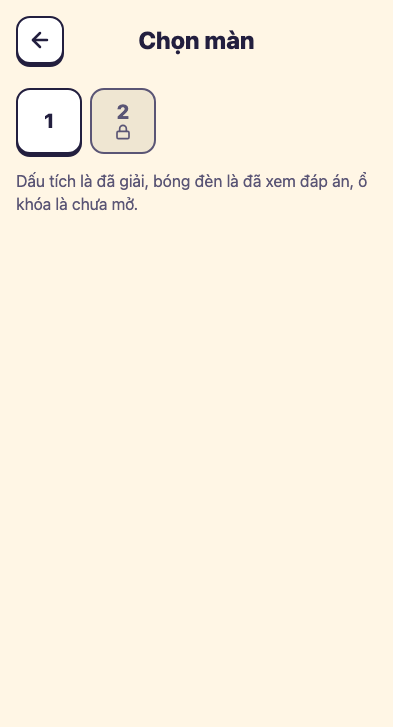 Chọn màn
1
2
Dấu tích là đã giải, bóng đèn là đã xem đáp án, ổ
khóa là chưa mở.